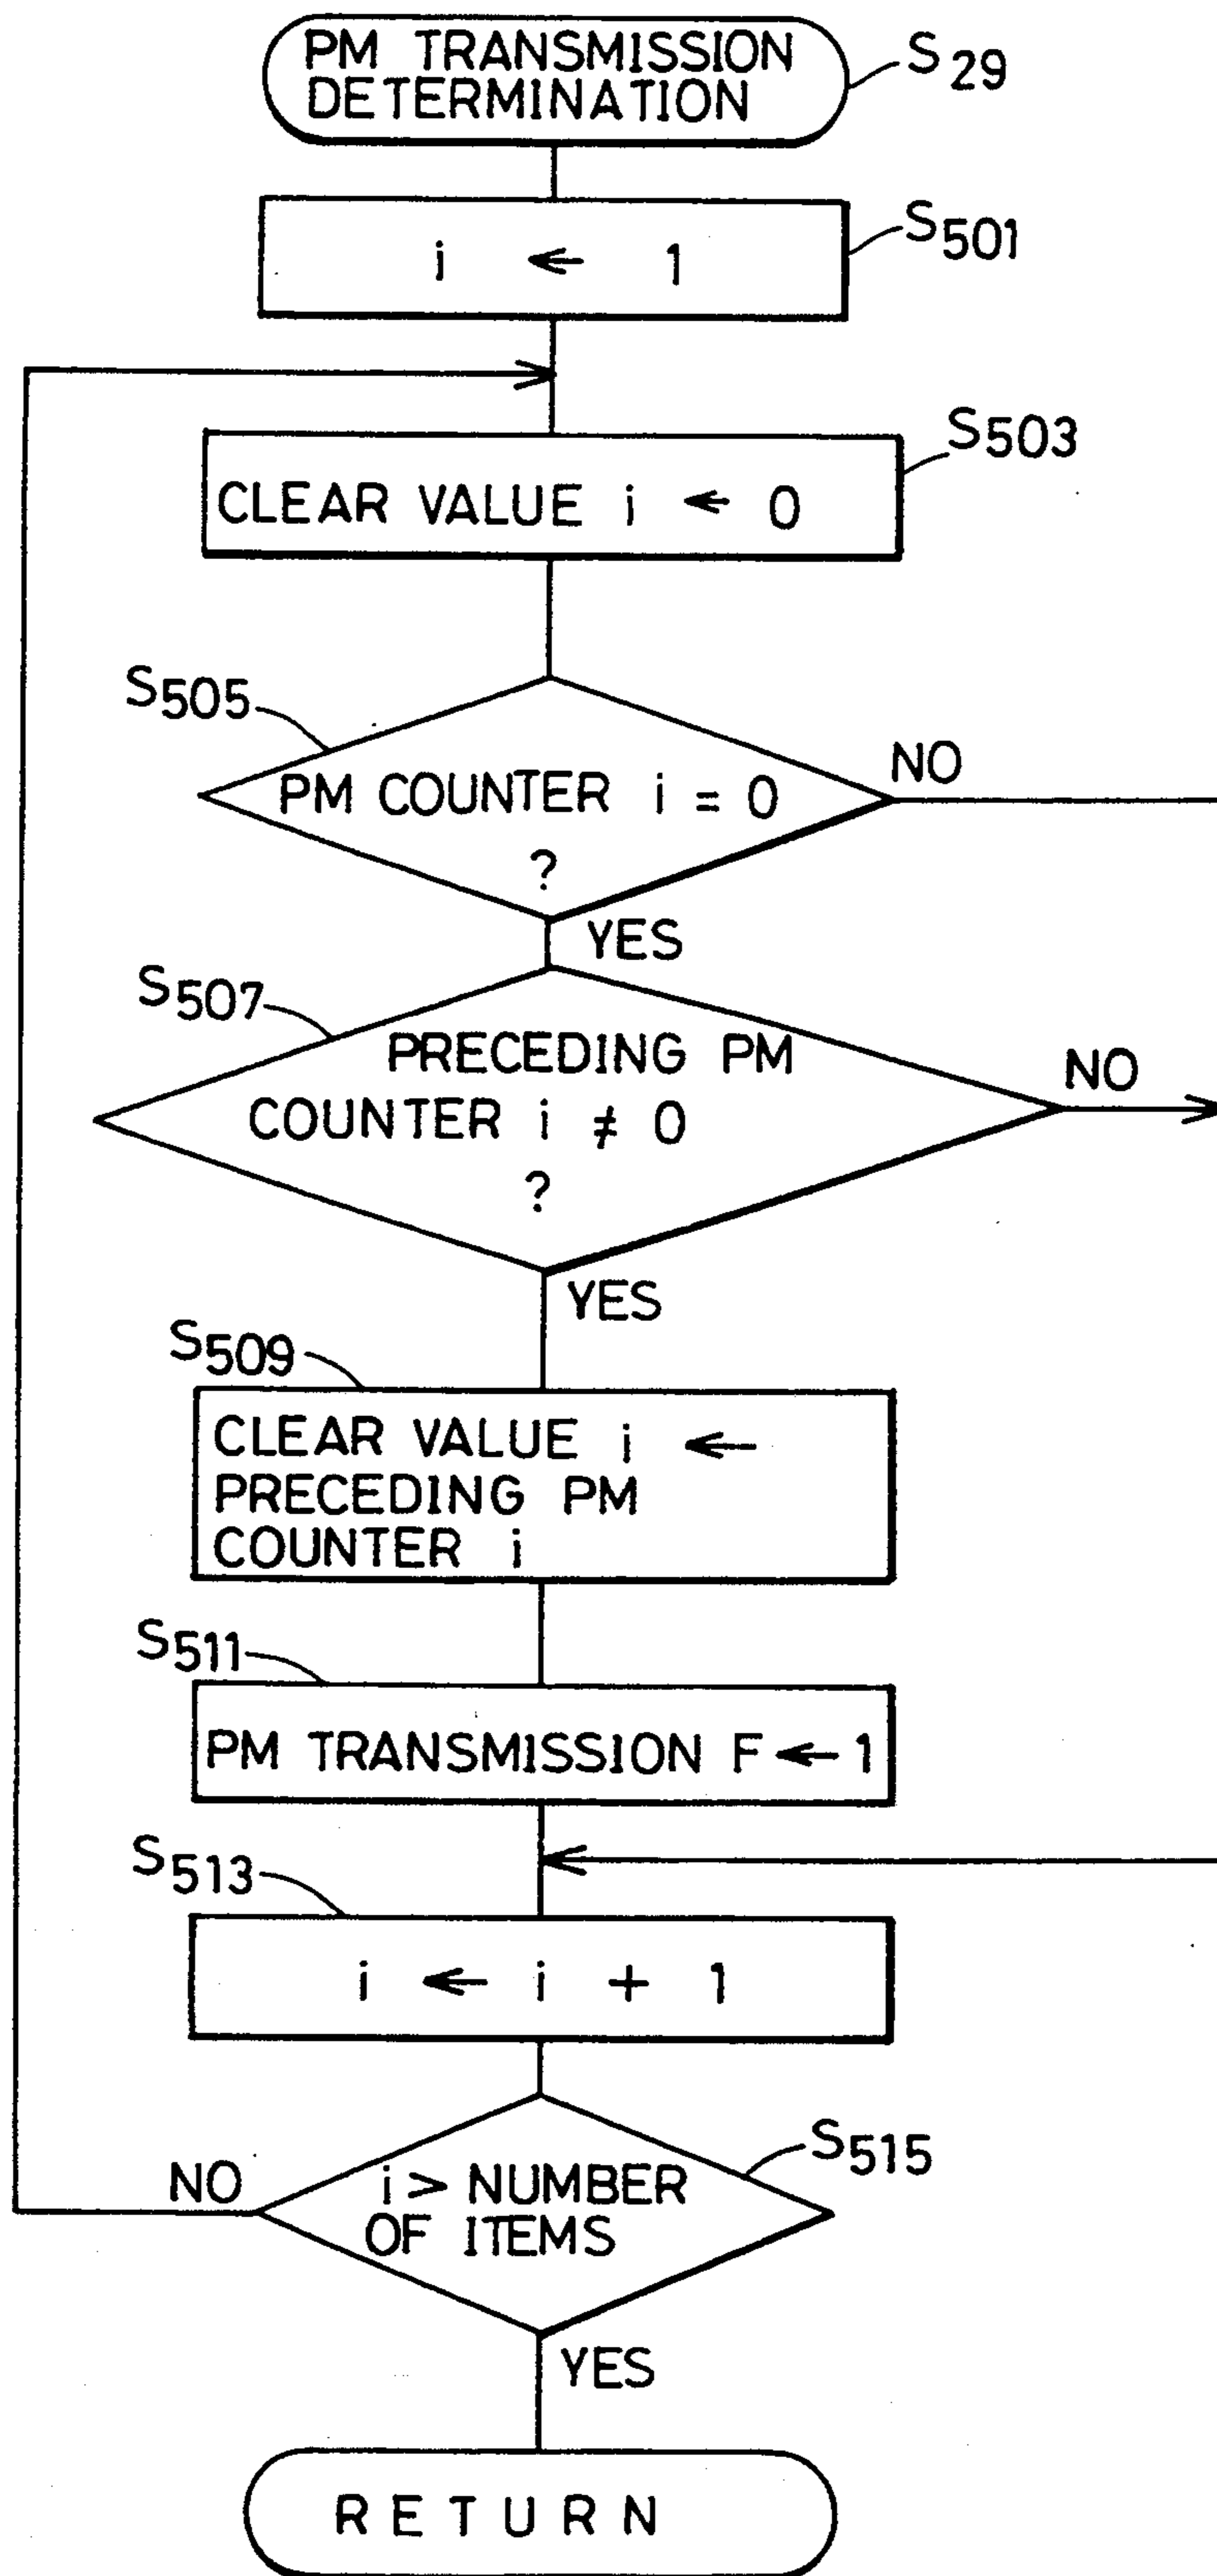 PM TRANSMISSION
DETERMINATION
S29
i ← 1
S501
CLEAR VALUE i ← 0
S503
S505
PM COUNTER i = 0
?
NO
YES
S507
PRECEDING PM
COUNTER i ≠ 0
?
NO
YES
S509
CLEAR VALUE i ←
PRECEDING PM
COUNTER i
S511
PM TRANSMISSION F ← 1
S513
i ← i + 1
S515
i > NUMBER
OF ITEMS
NO
YES
RETURN